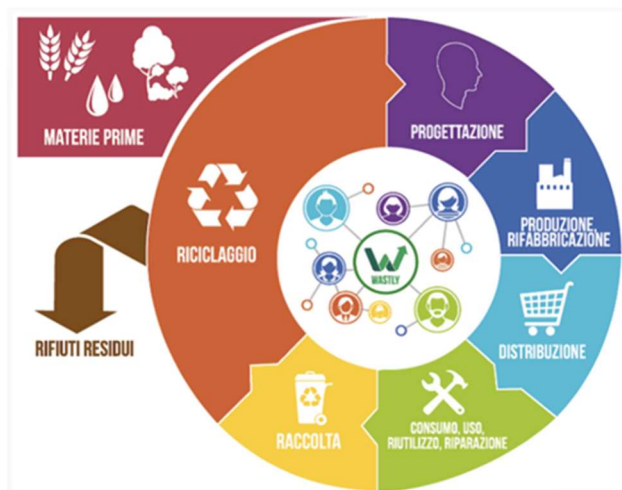 MATERIE PRIME
PROGETTAZIONE
PRODUZIONE,
RIFABBRICAZIONE
DISTRIBUZIONE
CONSUMO, USO,
RIUTILIZZO, RIPARAZIONE
RACCOLTA
RICICLAGGIO
RIFIUTI RESIDUI
WASTLY